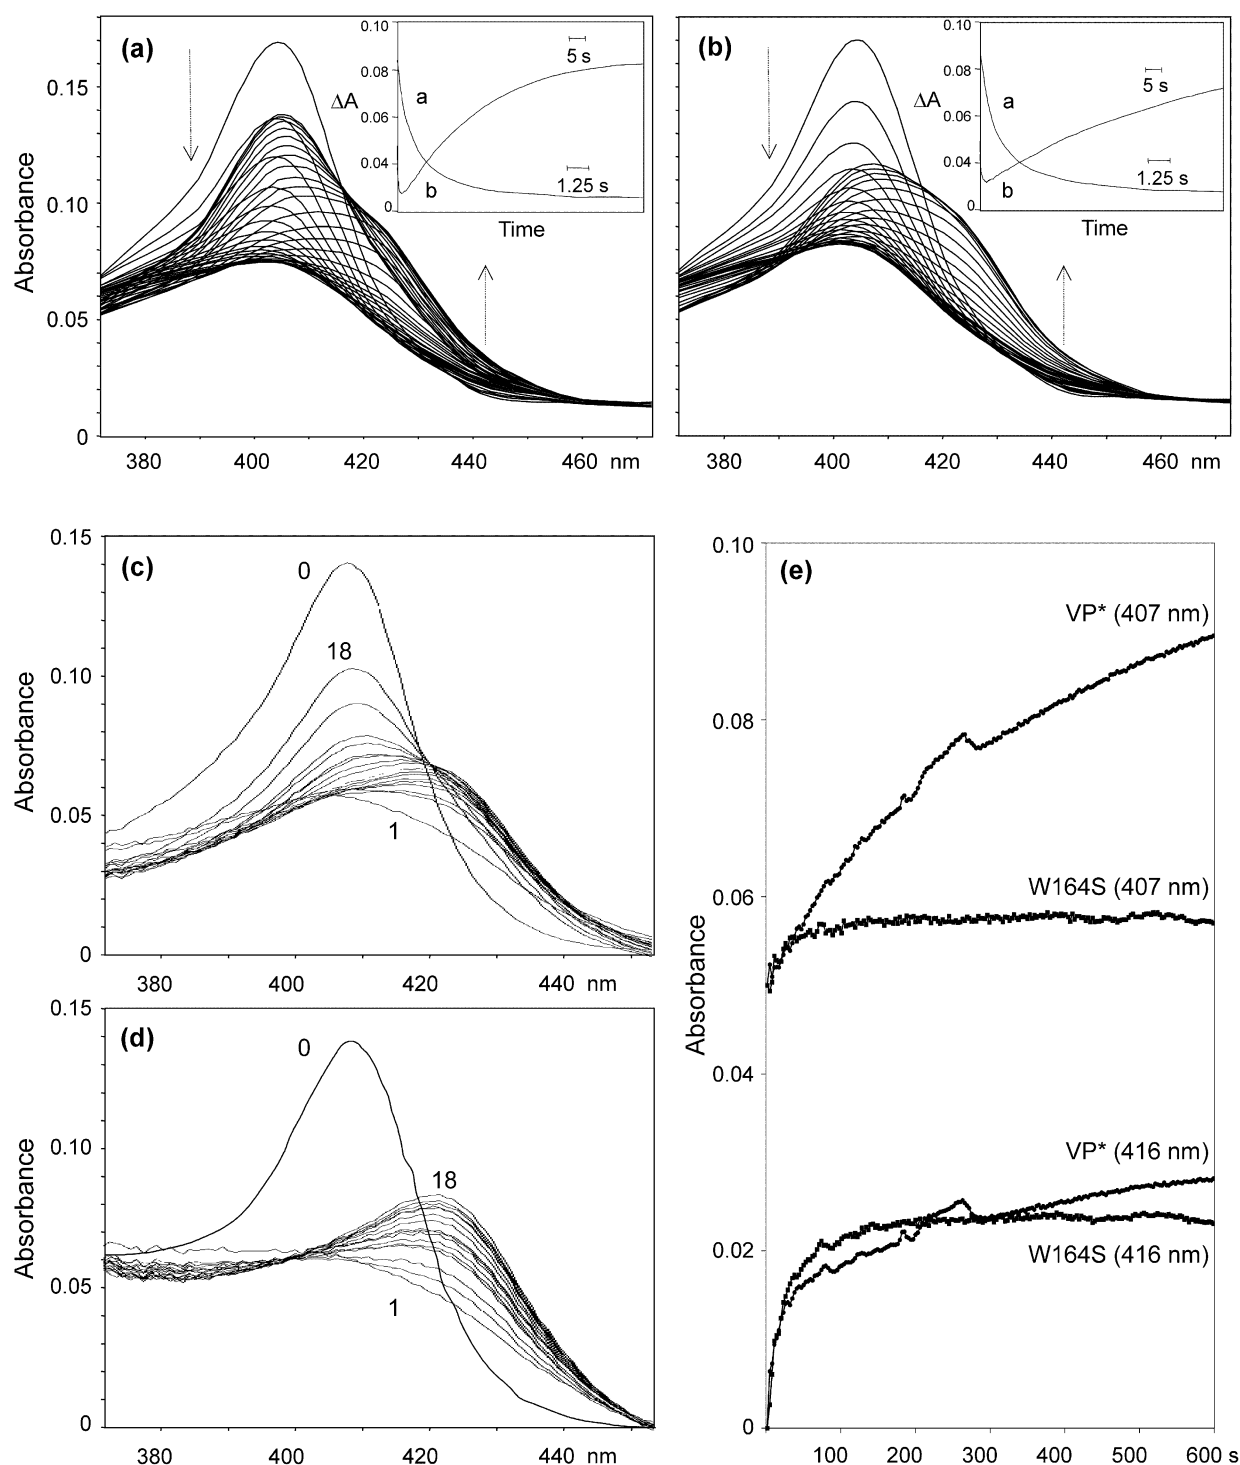 (a)
0.10
0.08
0.06
0.04
0
ΔA
a
b
5 s
1.25 s
Time
0.15
0.10
0.05
0
Absorbance
380
400
420
440
460
nm
(b)
0.10
0.08
0.06
0.04
0
ΔA
a
b
5 s
1.25 s
Time
380
400
420
440
460
nm
(c)
0.15
0.10
0.05
0
Absorbance
0
18
1
380
400
420
440
nm
(d)
0.15
0.10
0.05
0
Absorbance
0
18
1
380
400
420
440
nm
(e)
0.10
0.08
0.06
0.04
0.02
0
Absorbance
VP* (407 nm)
W164S (407 nm)
VP* (416 nm)
W164S (416 nm)
100
200
300
400
500
600 s